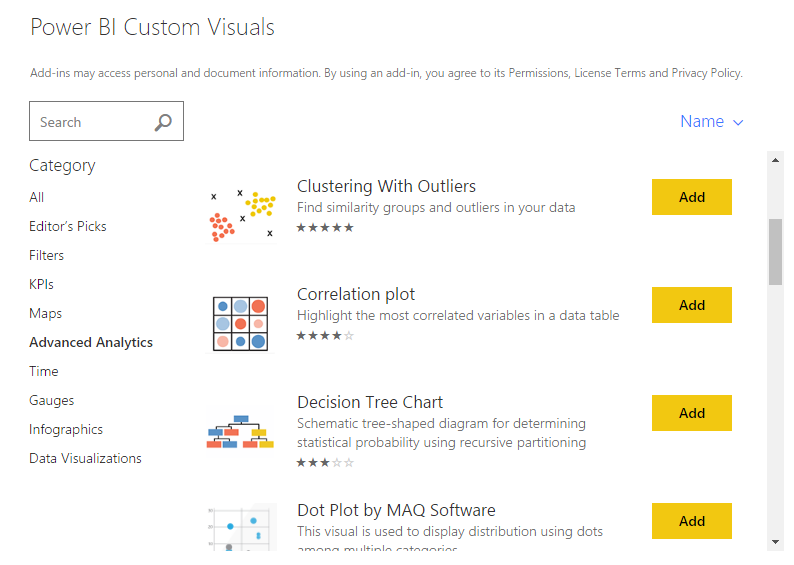 Power BI Custom Visuals
Add-ins may access personal and document information. By using an add-in, you agree to its Permissions, License Terms and Privacy Policy.
Search
Name
Category
All
Editor's Picks
Filters
KPIs
Maps
Advanced Analytics
Time
Gauges
Infographics
Data Visualizations
Clustering With Outliers
Find similarity groups and outliers in your data
Add
Correlation plot
Highlight the most correlated variables in a data table
Add
Decision Tree Chart
Schematic tree-shaped diagram for determining
statistical probability using recursive partitioning
Add
Dot Plot by MAQ Software
This visual is used to display distribution using dots
among multiple categories
Add